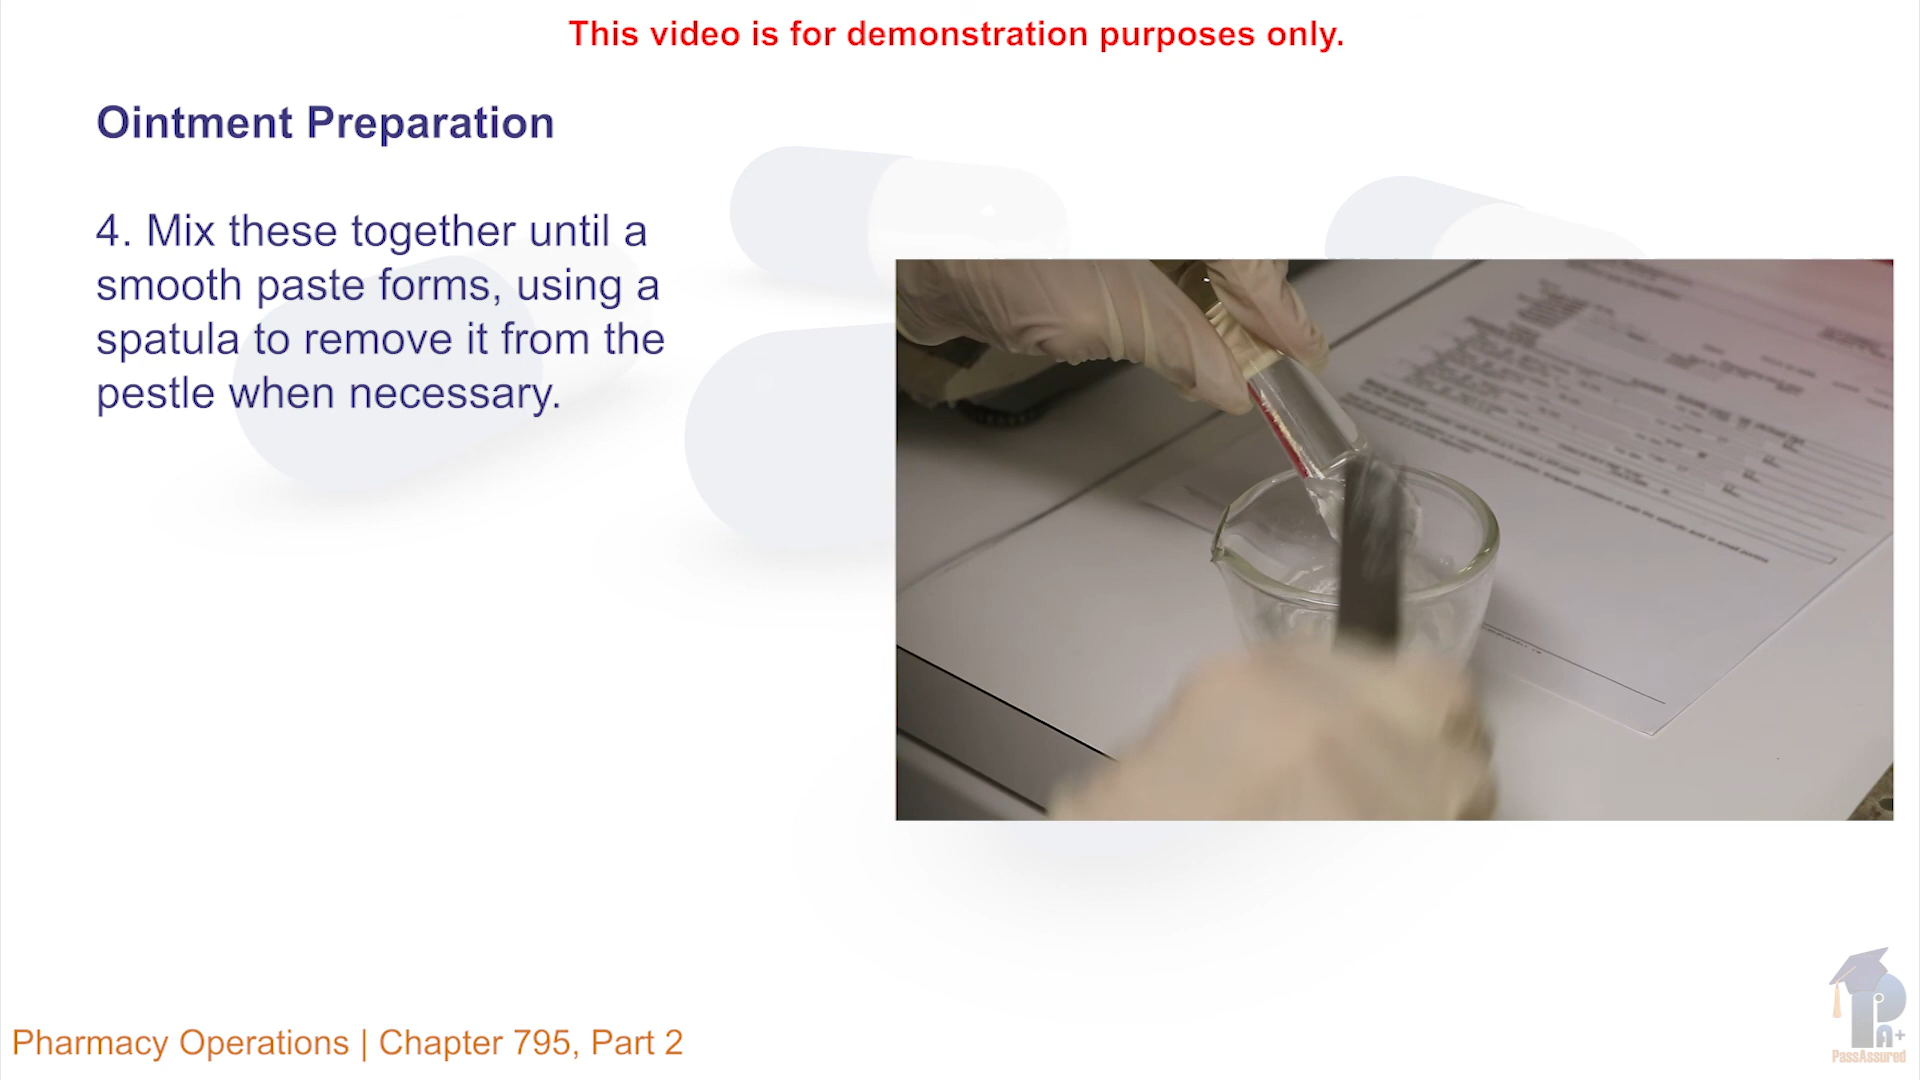 This video is for demonstration purposes only.
Ointment Preparation
4. Mix these together until a
smooth paste forms, using a
spatula to remove it from the
pestle when necessary.
Pharmacy Operations | Chapter 795, Part 2
PA+
PassAssured